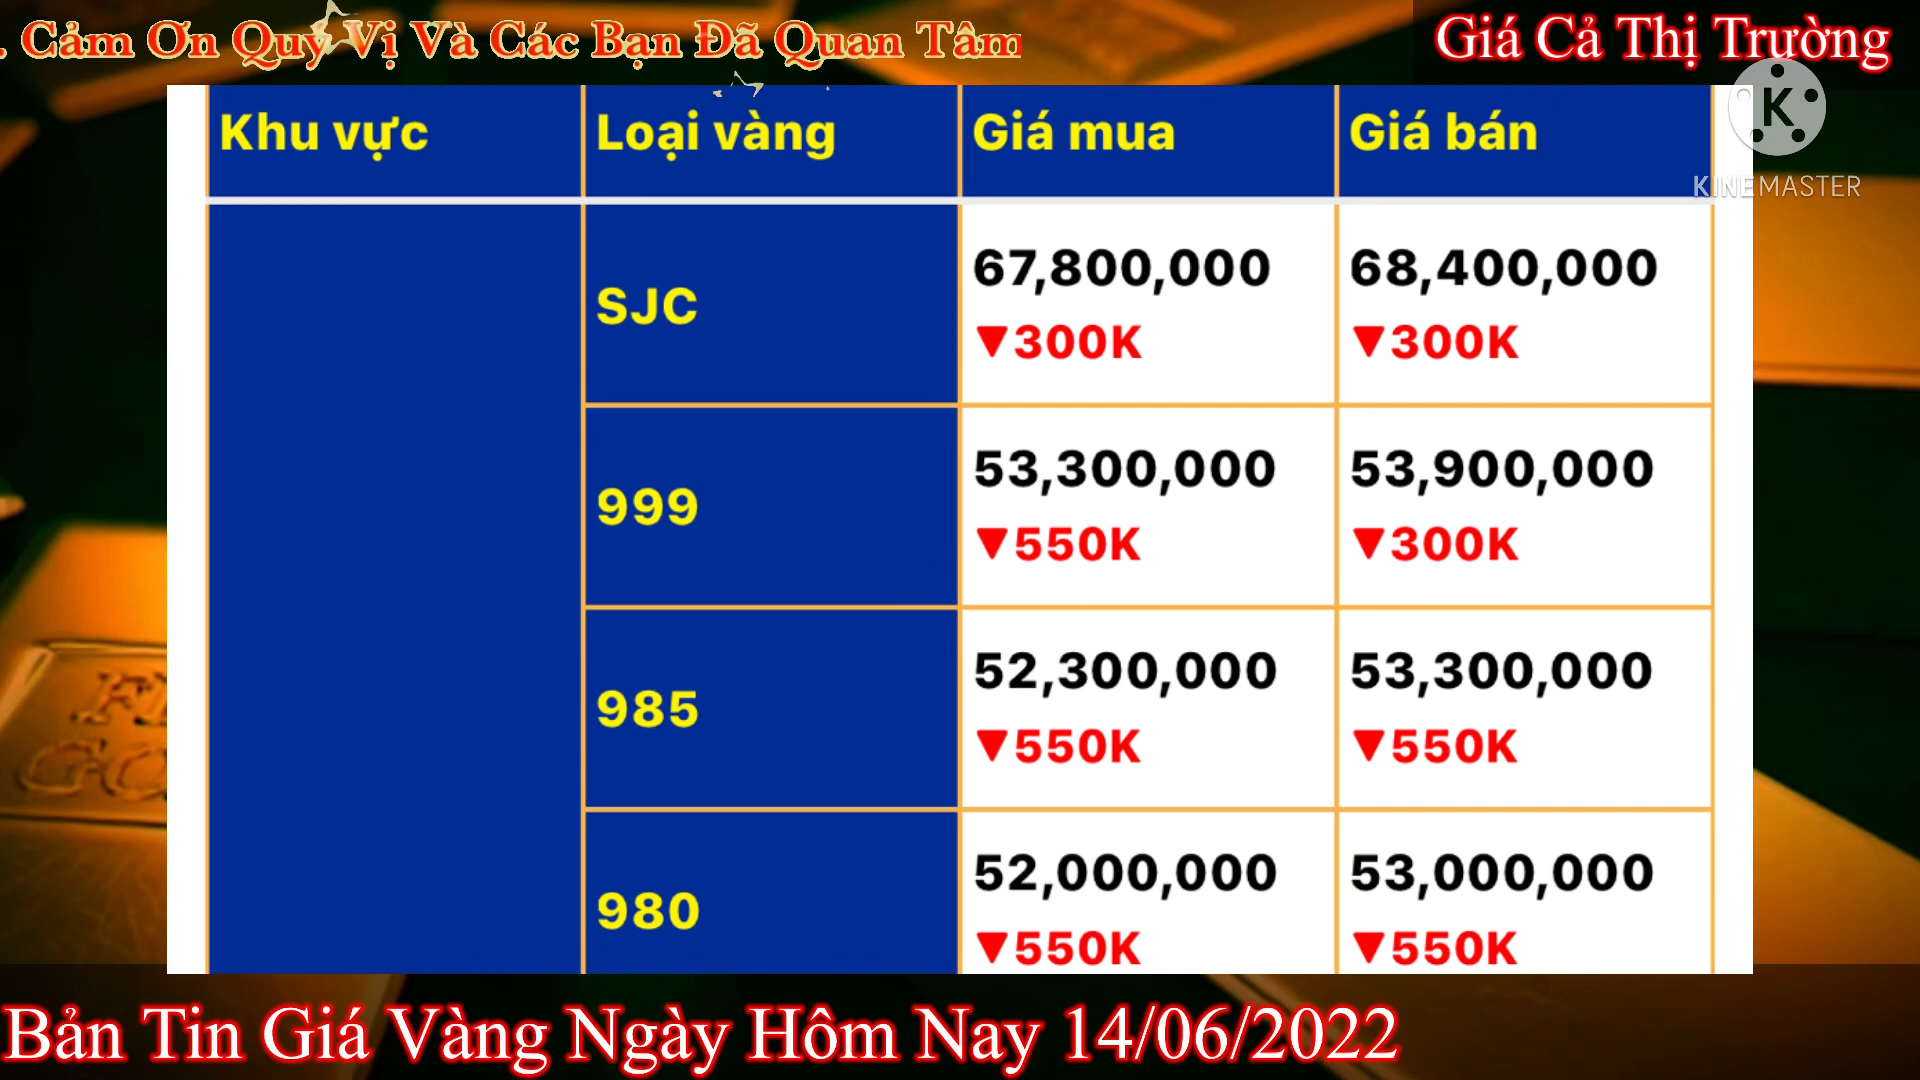 . Cảm Ơn Quý Vị Và Các Bạn Đã Quan Tâm
Giá Cả Thị Trường
K
KINEMASTER
Khu vực Loại vàng Giá mua Giá bán
SJC 67,800,000 68,400,000
▼300K ▼300K
999 53,300,000 53,900,000
▼550K ▼300K
985 52,300,000 53,300,000
▼550K ▼550K
980 52,000,000 53,000,000
▼550K ▼550K
Bản Tin Giá Vàng Ngày Hôm Nay 14/06/2022